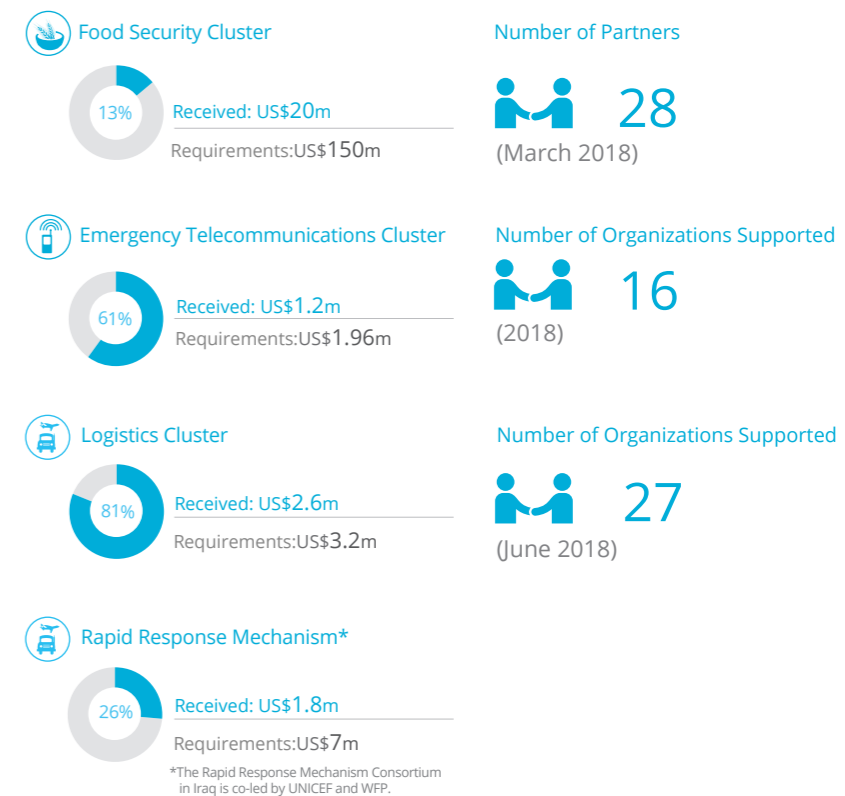 Food Security Cluster
Number of Partners
13%
Received: US$20m
Requirements:US$150m
28
(March 2018)
Emergency Telecommunications Cluster
Number of Organizations Supported
61%
Received: US$1.2m
Requirements:US$1.96m
16
(2018)
Logistics Cluster
Number of Organizations Supported
81%
Received: US$2.6m
Requirements:US$3.2m
27
(June 2018)
Rapid Response Mechanism*
26%
Received: US$1.8m
Requirements:US$7m
*The Rapid Response Mechanism Consortium
in Iraq is co-led by UNICEF and WFP.